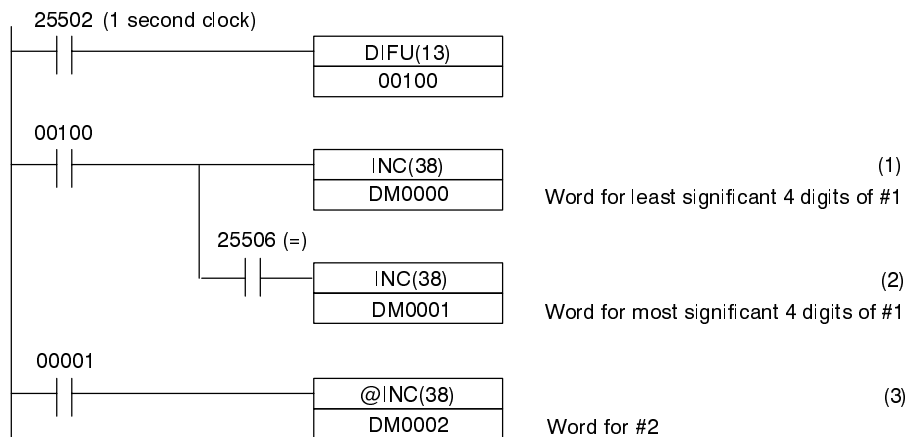 25502 (1 second clock)
DIFU(13)
00100
00100
INC(38)
(1)
DM0000
Word for least significant 4 digits of #1
25506 (=)
INC(38)
(2)
DM0001
Word for most significant 4 digits of #1
00001
@INC(38)
(3)
DM0002
Word for #2